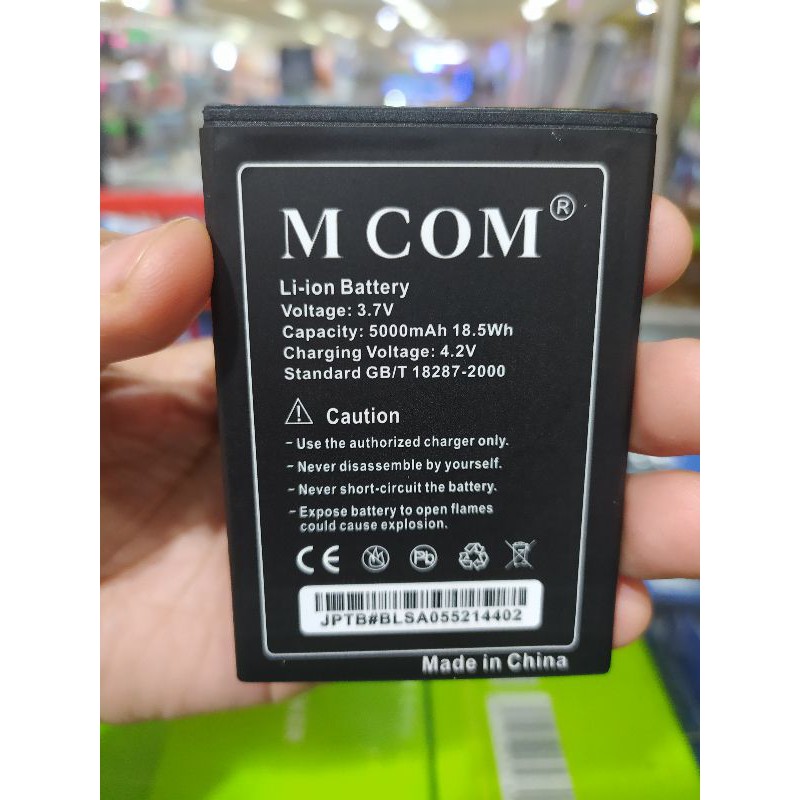 M COM®
Li-ion Battery
Voltage: 3.7V
Capacity: 5000mAh 18.5Wh
Charging Voltage: 4.2V
Standard GB/T 18287-2000
Caution
- Use the authorized charger only.
- Never disassemble by yourself.
- Never short-circuit the battery.
- Expose battery to open flames
could cause explosion.
CE Pb
JPTB#BLSA055214402
Made in China